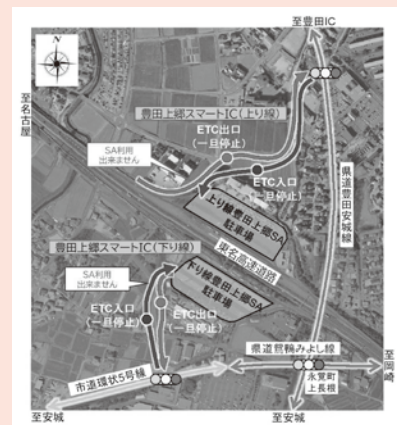 至豊田IC
N
至名古屋
豊田上郷スマートIC(上り線)
ETC出口
(一旦停止)
SA利用
出来ません
ETC入口
(一旦停止)
県道豊田安城線
上り線豊田上郷SA
駐車場
東名高速道路
豊田上郷スマートIC(下り線)
SA利用
出来ません
下り線豊田上郷SA
駐車場
ETC入口
(一旦停止)
ETC出口
(一旦停止)
県道鴛鴨みよし線
至岡崎
市道環状5号線
永覚町
上長根
至安城
至安城